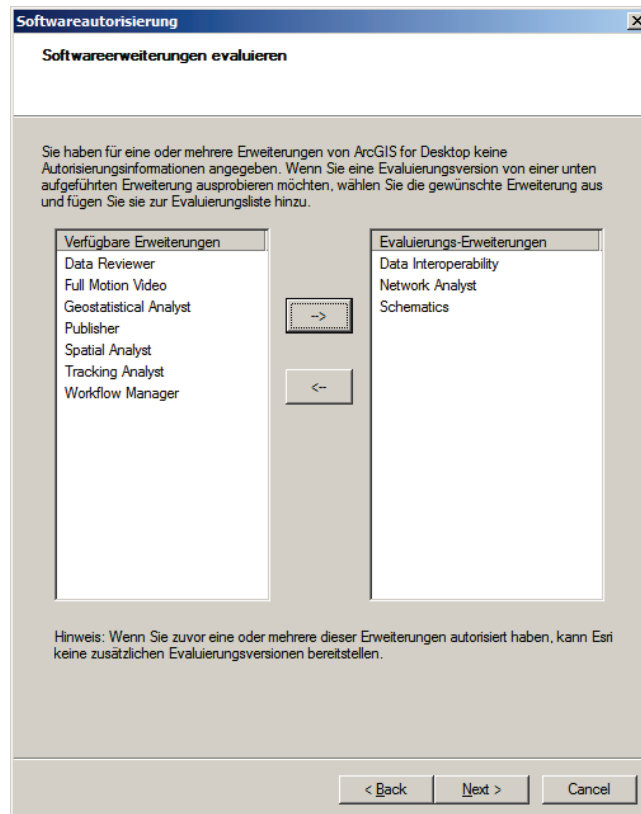 Softwareautorisierung
Softwareerweiterungen evaluieren
Sie haben für eine oder mehrere Erweiterungen von ArcGIS for Desktop keine
Autorisierungsinformationen angegeben. Wenn Sie eine Evaluierungsversion von einer unten
aufgeführten Erweiterung ausprobieren möchten, wählen Sie die gewünschte Erweiterung aus
und fügen Sie sie zur Evaluierungsliste hinzu.
Verfügbare Erweiterungen
Data Reviewer
Full Motion Video
Geostatistical Analyst
Publisher
Spatial Analyst
Tracking Analyst
Workflow Manager
-->
<--
Evaluierungs-Erweiterungen
Data Interoperability
Network Analyst
Schematics
Hinweis: Wenn Sie zuvor eine oder mehrere dieser Erweiterungen autorisiert haben, kann Esri
keine zusätzlichen Evaluierungsversionen bereitstellen.
< Back
Next >
Cancel